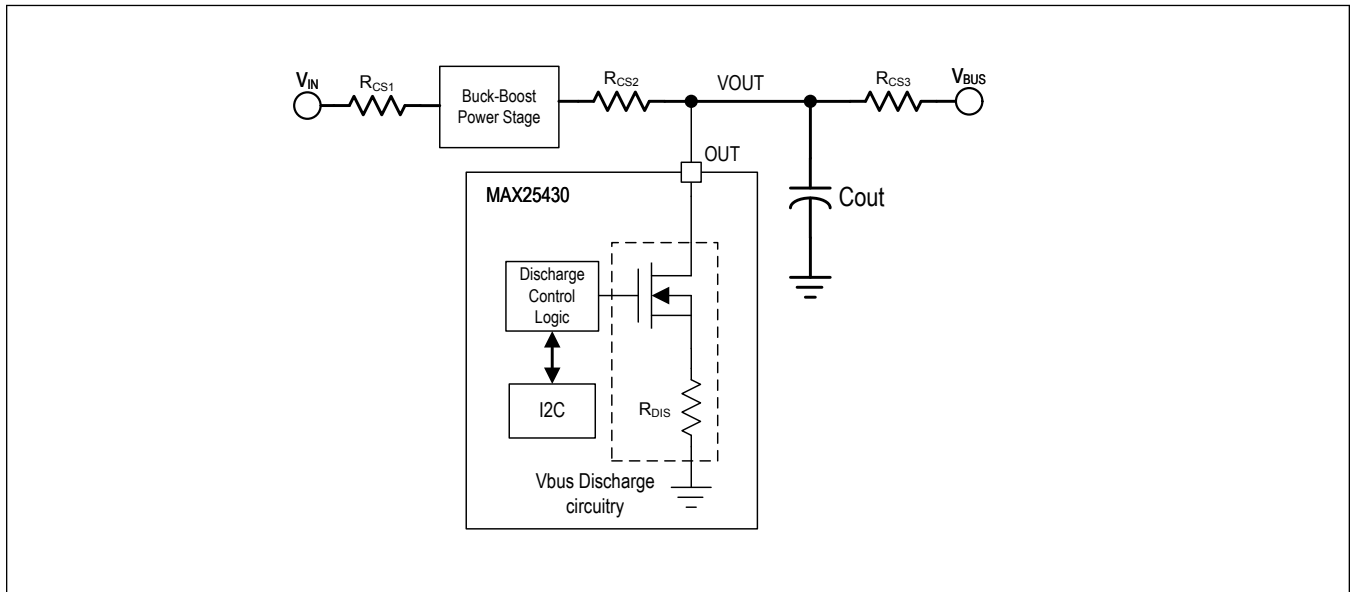 VIN
RCS1
Buck-Boost
Power Stage
RCS2
VOUT
RCS3
VBUS
OUT
MAX25430
Cout
Discharge
Control
Logic
I2C
RDIS
Vbus Discharge
circuitry